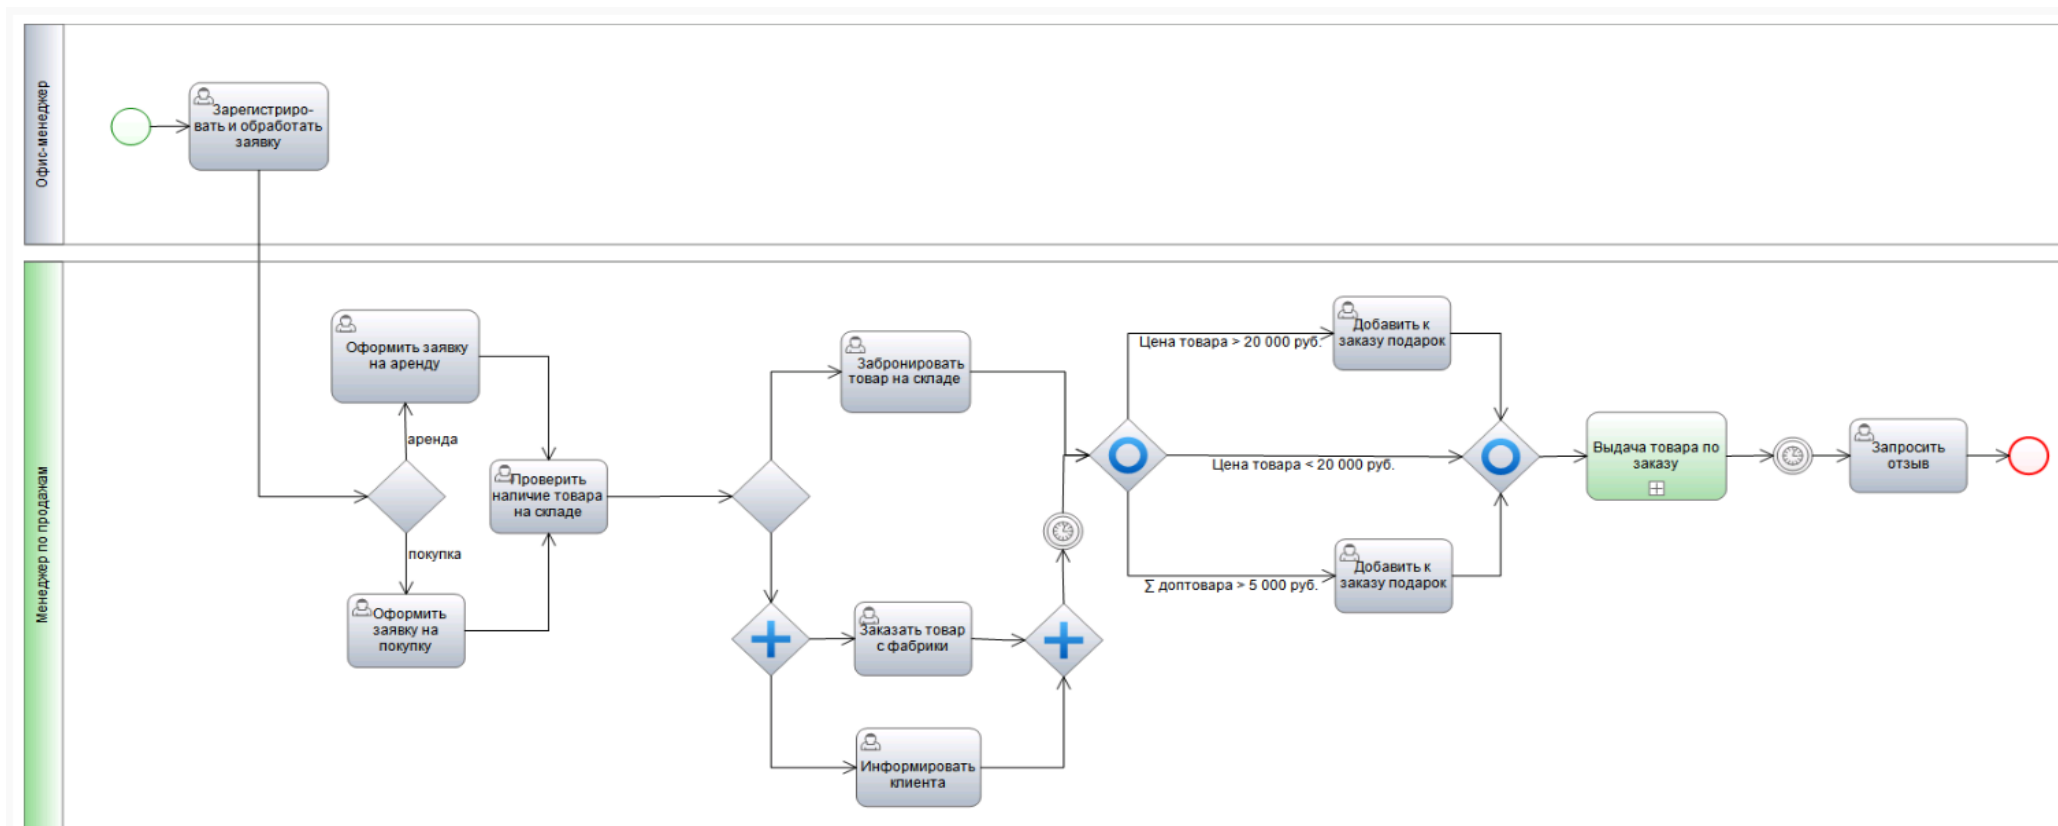 Офис-менеджер
Зарегистриро-
вать и обработать
заявку
Менеджер по продажам
Оформить заявку
на аренду
аренда
покупка
Оформить
заявку на
покупку
Проверить
наличие товара
на складе
Забронировать
товар на складе
Заказать товар
с фабрики
Информировать
клиента
Цена товара > 20 000 руб.
Цена товара < 20 000 руб.
∑ доптовара > 5 000 руб.
Добавить к
заказу подарок
Добавить к
заказу подарок
Выдача товара по
заказу
Запросить
отзыв